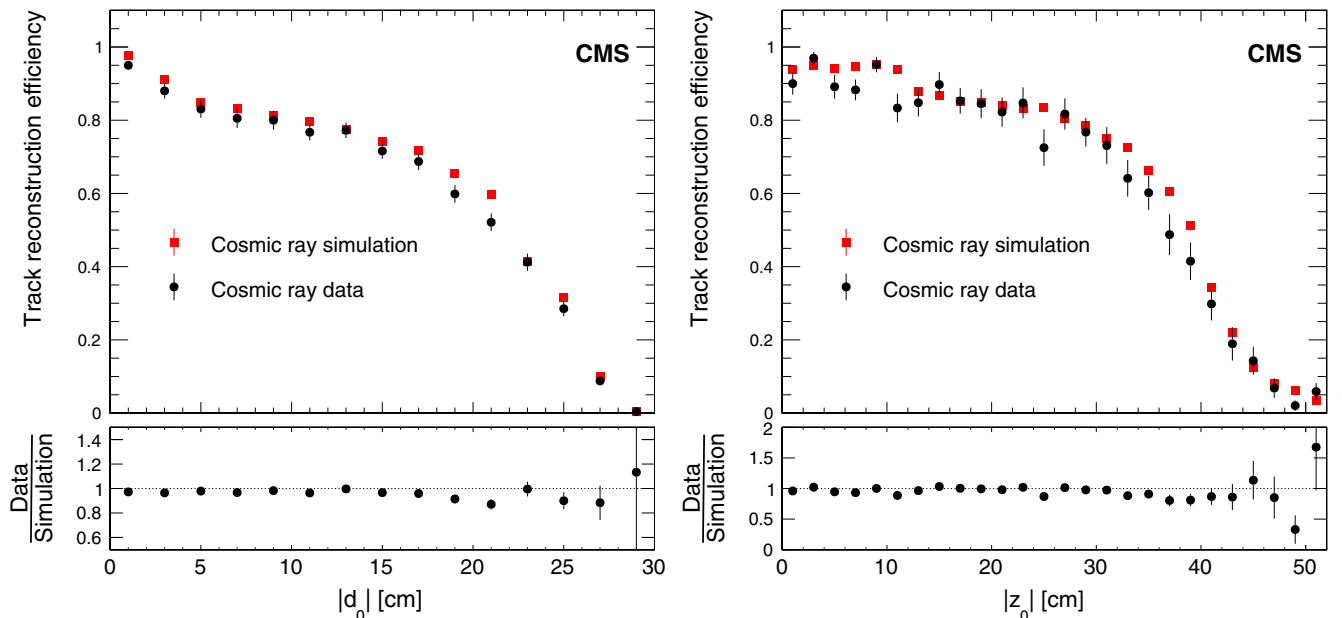 CMS
Track reconstruction efficiency
1
0.8
0.6
0.4
0.2
0
Cosmic ray simulation
Cosmic ray data
Data
Simulation
1.4
1.2
1
0.8
0.6
0 5 10 15 20 25 30
|d0| [cm]
CMS
Track reconstruction efficiency
1
0.8
0.6
0.4
0.2
0
Cosmic ray simulation
Cosmic ray data
Data
Simulation
2
1.5
1
0.5
0
0 10 20 30 40 50
|z0| [cm]